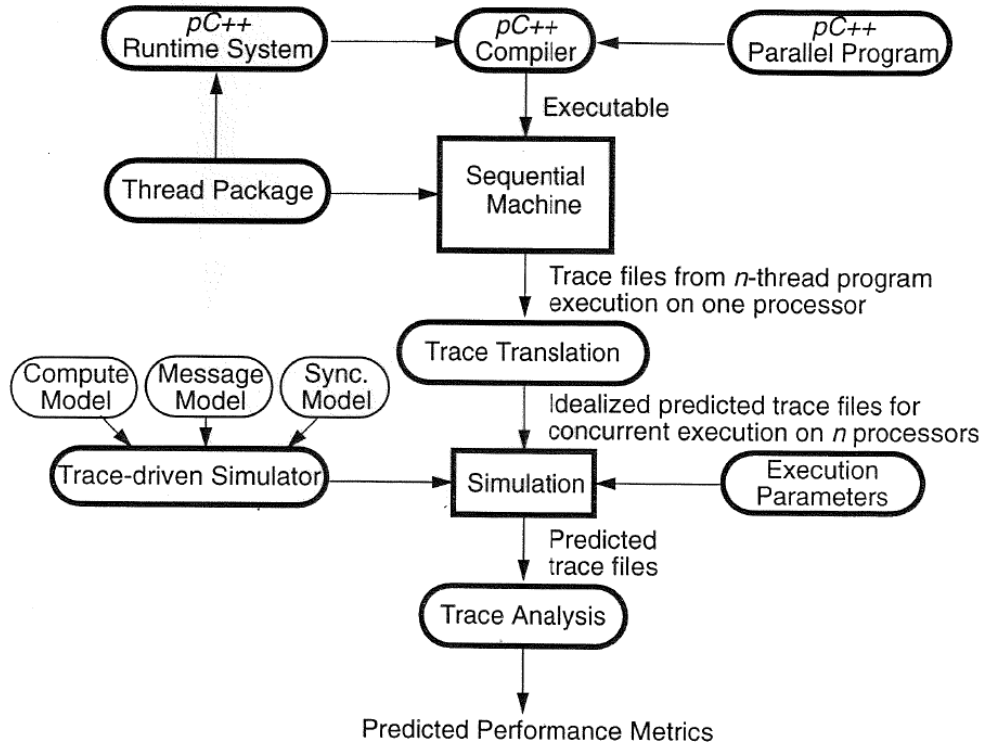 pC++
Runtime System
pC++
Compiler
pC++
Parallel Program
Executable
Thread Package
Sequential
Machine
Trace files from n-thread program
execution on one processor
Trace Translation
Compute
Model
Message
Model
Sync.
Model
Idealized predicted trace files for
concurrent execution on n processors
Trace-driven Simulator
Simulation
Execution
Parameters
Predicted
trace files
Trace Analysis
Predicted Performance Metrics